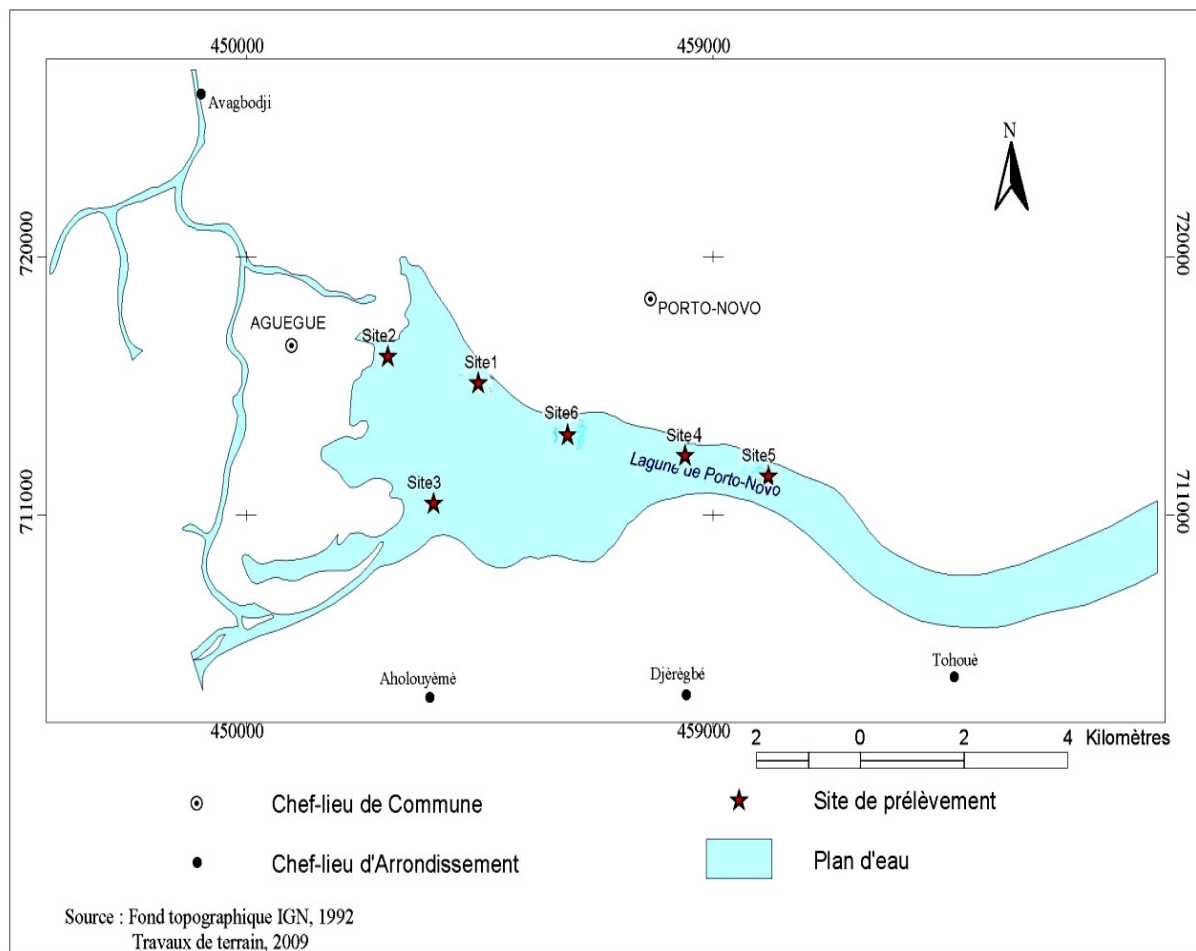 450000
459000
Avagbodji
N
720000
720000
PORTO-NOVO
AGUEGUE
Site2
Site1
Site6
Site4
Site5
Lagune de Porto-Novo
Site3
711000
711000
Tohouè
Djèrègbé
Aholouyèmè
450000
459000
2 0 2 4 Kilomètres
Chef-lieu de Commune
Site de prélèvement
Chef-lieu d'Arrondissement
Plan d'eau
Source : Fond topographique IGN, 1992
Travaux de terrain, 2009